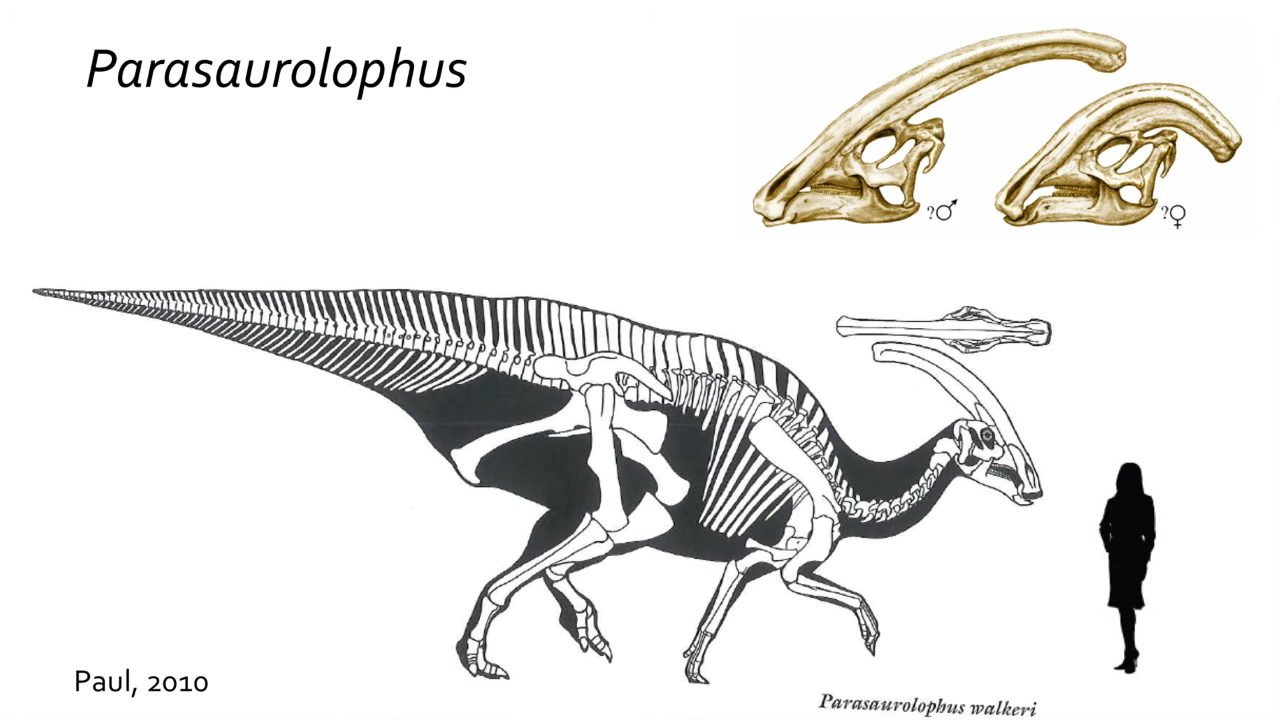 Parasaurolophus
?♂
?♀
Paul, 2010
Parasaurolophus walkeri